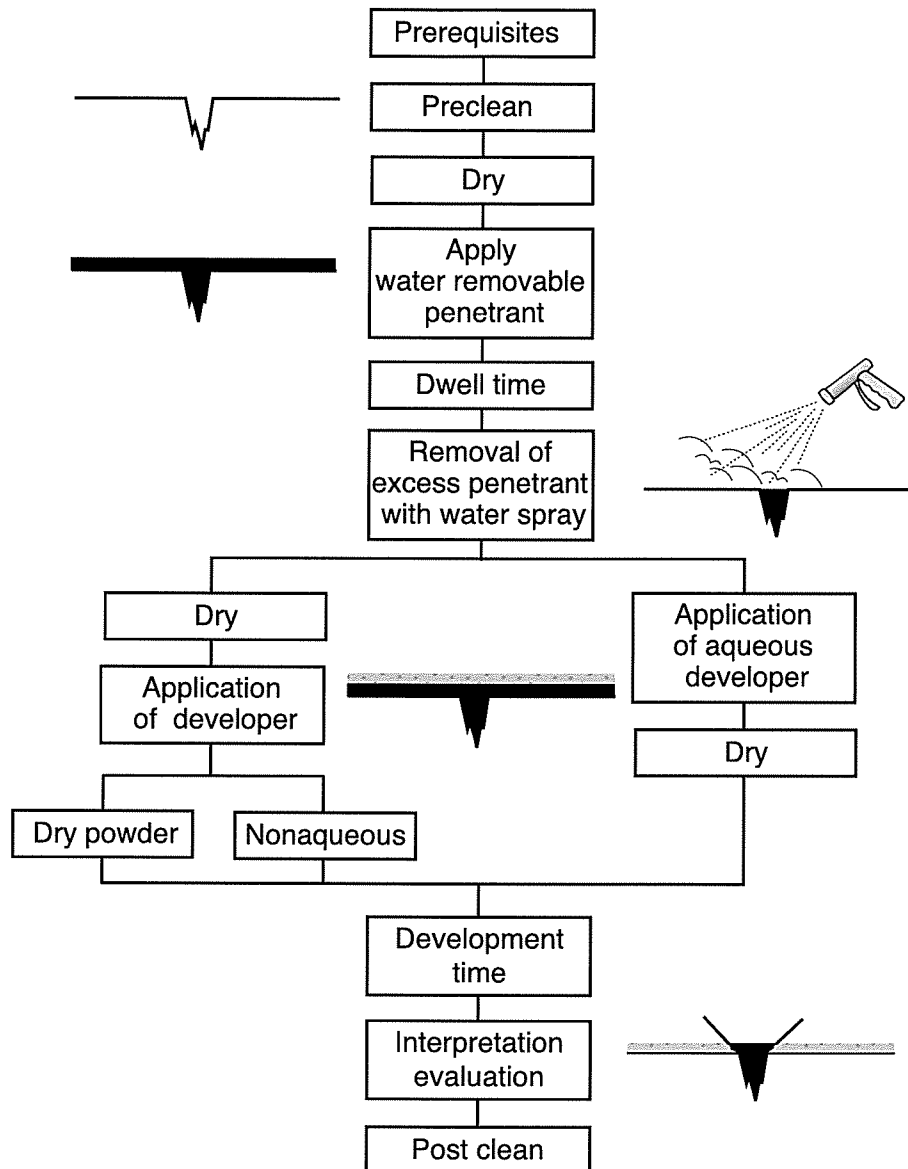 Prerequisites
Preclean
Dry
Apply
water removable
penetrant
Dwell time
Removal of
excess penetrant
with water spray
Dry
Application
of developer
Dry powder
Nonaqueous
Application
of aqueous
developer
Dry
Development
time
Interpretation
evaluation
Post clean